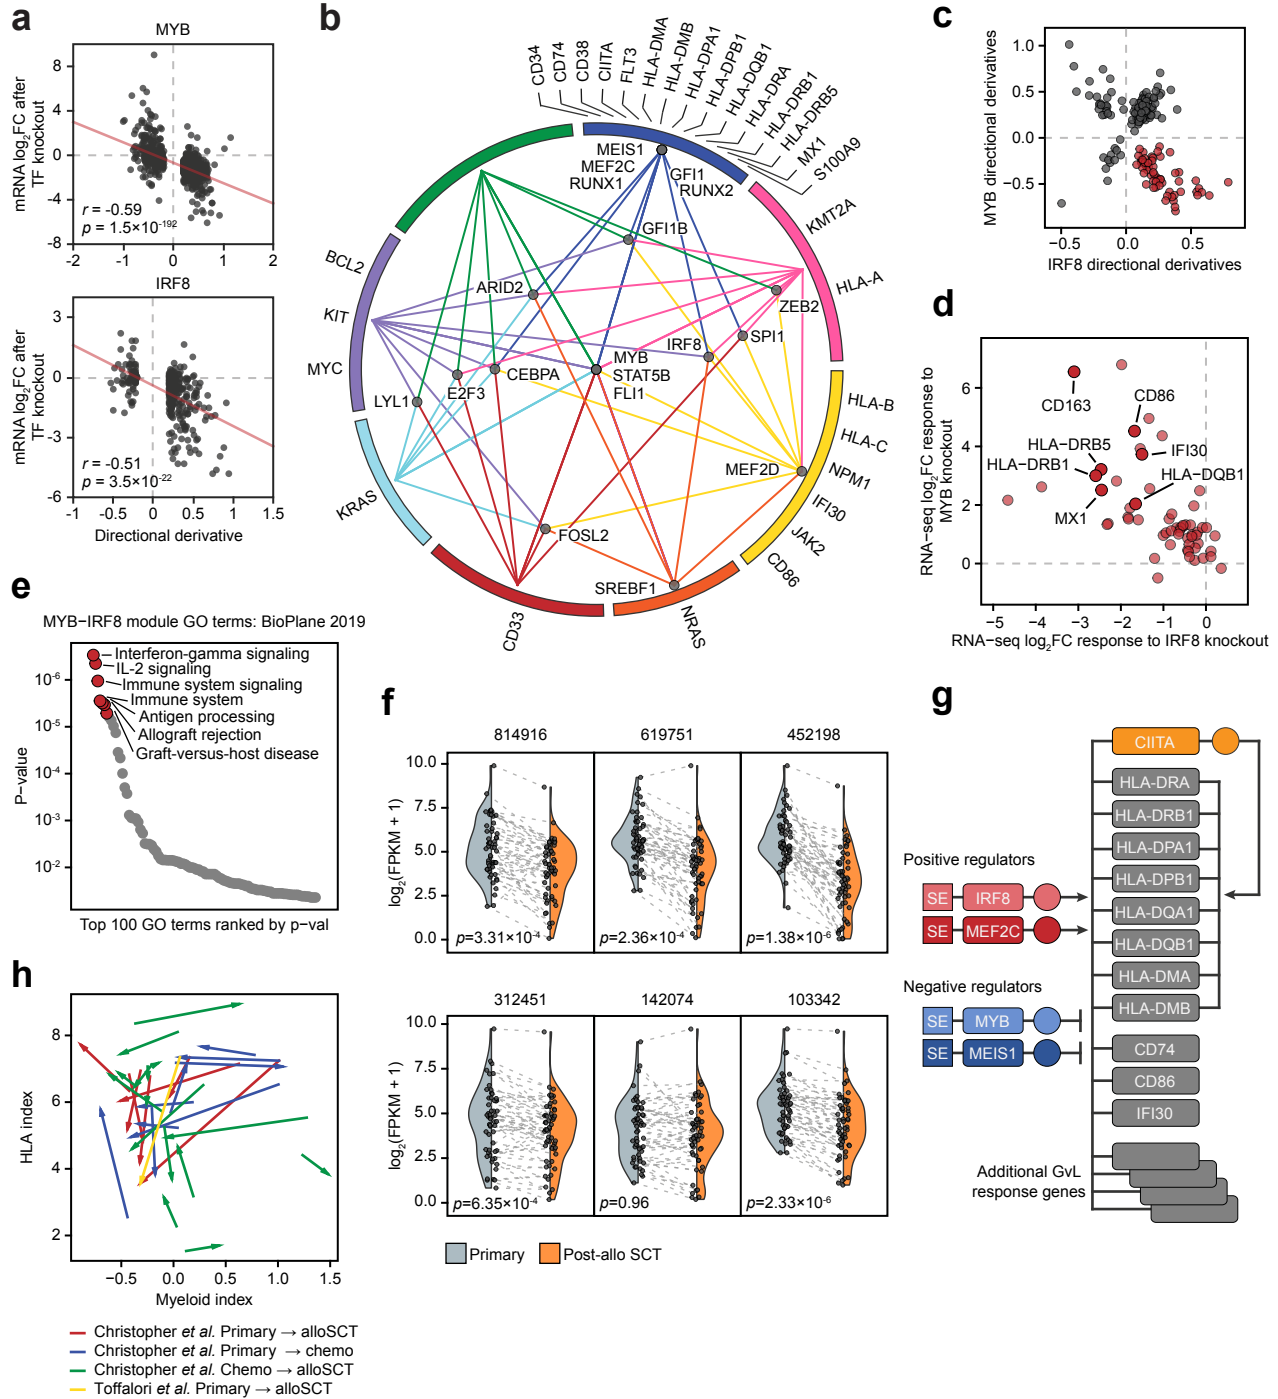 a
MYB
mRNA log2FC after
TF knockout
8
4
0
-4
-8
r = -0.59
p = 1.5×10-192
-2
-1
0
1
2
IRF8
mRNA log2FC after
TF knockout
3
0
-3
-6
r = -0.51
p = 3.5×10-22
-1
-0.5
0
0.5
1
1.5
Directional derivative
b
CD34
CD74
CD38
CIITA
FLT3
HLA-DMA
HLA-DMB
HLA-DPA1
HLA-DPB1
HLA-DQB1
HLA-DRA
HLA-DRB1
HLA-DRB5
MX1
S100A9
KMT2A
HLA-A
HLA-B
HLA-C
NPM1
IFI30
JAK2
CD86
NRAS
CD33
KRAS
MYC
KIT
BCL2
MEIS1
MEF2C
RUNX1
GFI1
RUNX2
GFI1B
ARID2
ZEB2
SPI1
IRF8
MYB
STAT5B
FLI1
CEBPA
E2F3
LYL1
MEF2D
FOSL2
SREBF1
c
MYB directional derivatives
1.0
0.5
0.0
−0.5
−0.5
0.0
0.5
IRF8 directional derivatives
d
RNA−seq log2FC response to
MYB knockout
6
4
2
0
CD163
CD86
HLA−DRB5
IFI30
HLA−DRB1
HLA−DQB1
MX1
−5
−4
−3
−2
−1
0
RNA−seq log2FC response to IRF8 knockout
e
MYB−IRF8 module GO terms: BioPlane 2019
P−value
10-6
10-5
10-4
10-3
10-2
Interferon-gamma signaling
IL-2 signaling
Immune system signaling
Immune system
Antigen processing
Allograft rejection
Graft-versus-host disease
Top 100 GO terms ranked by p−val
f
814916
619751
452198
log2(FPKM + 1)
10.0
7.5
5.0
2.5
0.0
p=3.31×10-4
p=2.36×10-4
p=1.38×10-6
312451
142074
103342
log2(FPKM + 1)
10.0
7.5
5.0
2.5
0.0
p=6.35×10-4
p=0.96
p=2.33×10-6
Primary
Post-allo SCT
g
CIITA
HLA-DRA
HLA-DRB1
HLA-DPA1
HLA-DPB1
HLA-DQA1
HLA-DQB1
HLA-DMA
HLA-DMB
CD74
CD86
IFI30
Positive regulators
SE
IRF8
SE
MEF2C
Negative regulators
SE
MYB
SE
MEIS1
Additional GvL
response genes
h
HLA index
8
6
4
2
−0.5
0.0
0.5
1.0
1.5
Myeloid index
Christopher et al. Primary → alloSCT
Christopher et al. Primary → chemo
Christopher et al. Chemo → alloSCT
Toffalori et al. Primary → alloSCT